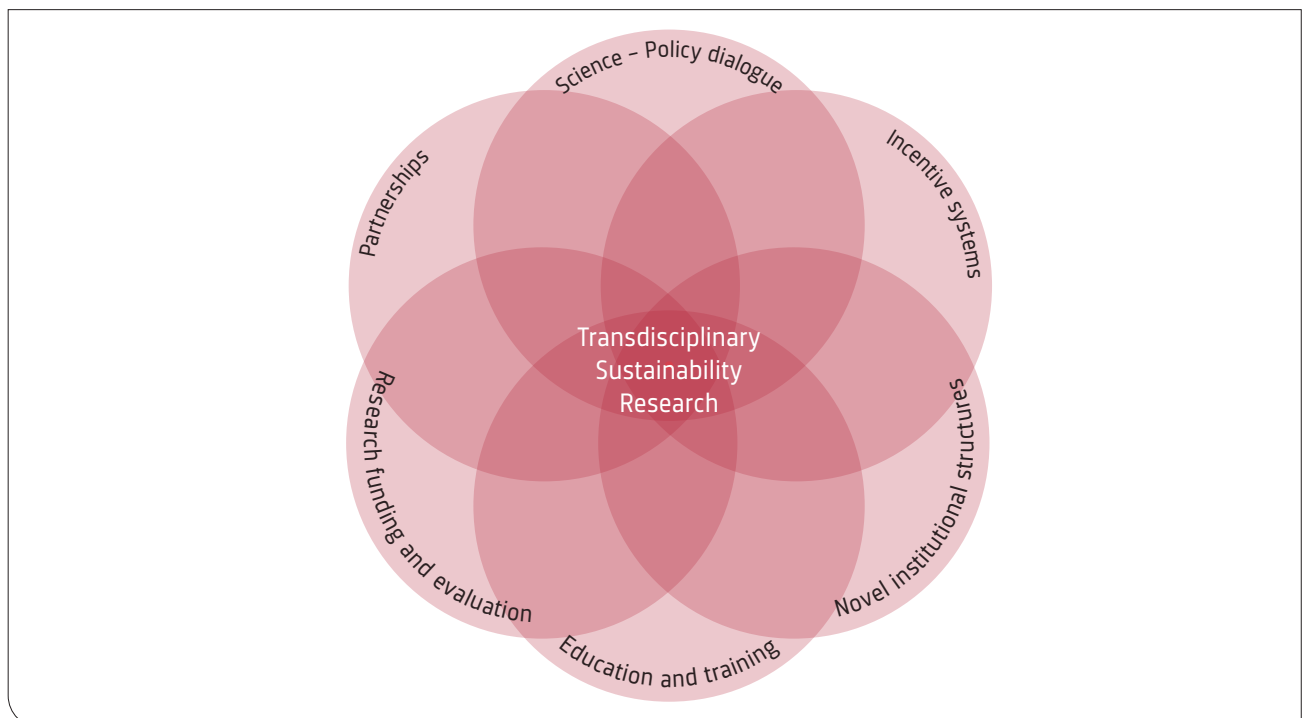 Science – Policy dialogue
Incentive systems
Partnerships
Transdisciplinary
Sustainability
Research
Research funding and evaluation
Novel institutional structures
Education and training